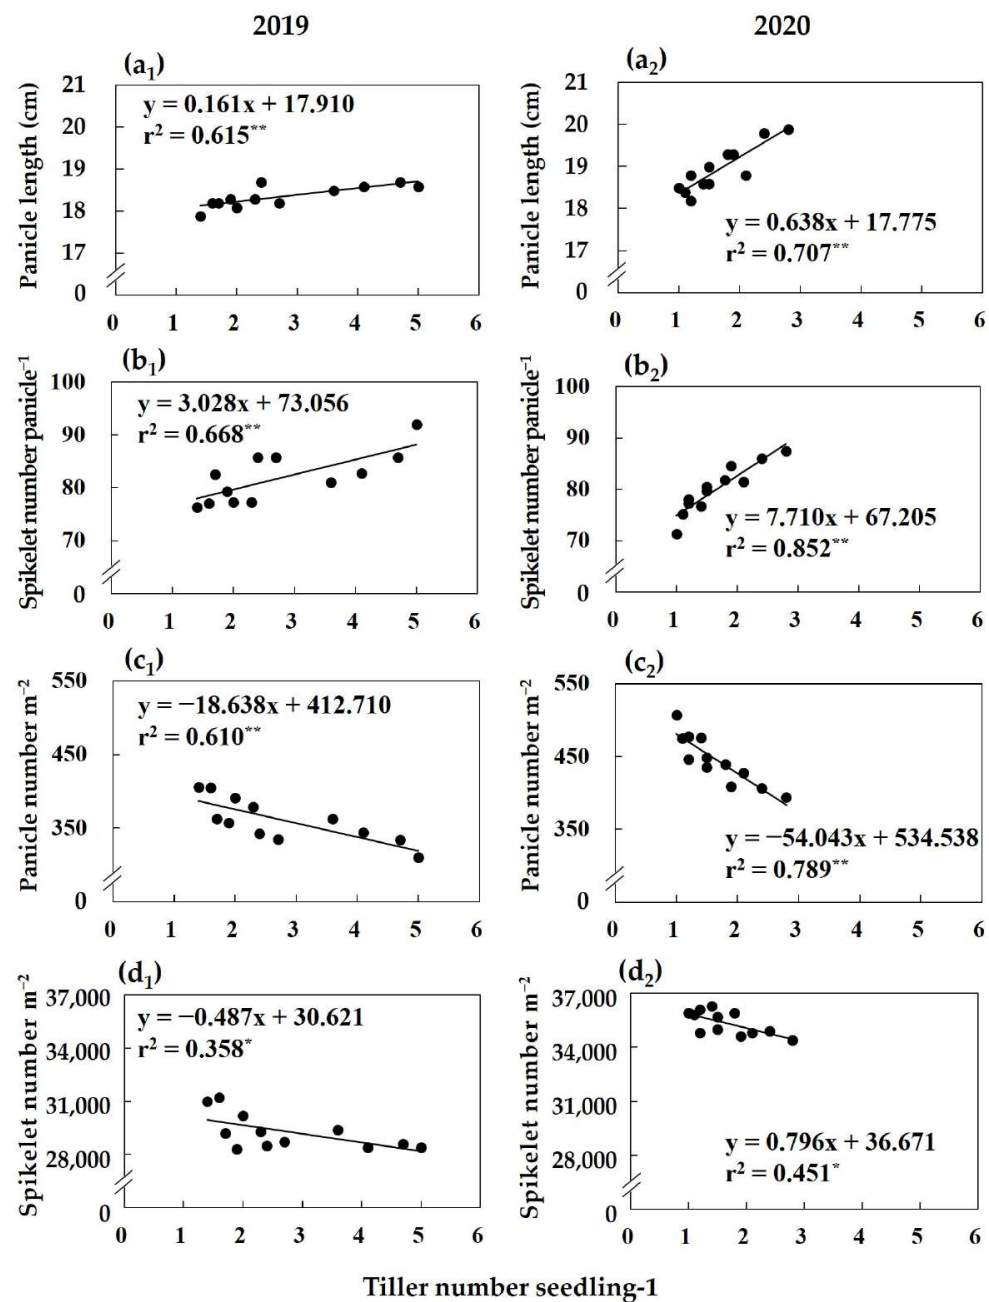 2019
2020
(a1)
Panicle length (cm)
21
20
19
18
17
0
y = 0.161x + 17.910
r2 = 0.615**
0 1 2 3 4 5 6
(a2)
Panicle length (cm)
21
20
19
18
17
0
y = 0.638x + 17.775
r2 = 0.707**
0 1 2 3 4 5 6
(b1)
Spikelet number panicle−1
100
90
80
70
0
y = 3.028x + 73.056
r2 = 0.668**
0 1 2 3 4 5 6
(b2)
Spikelet number panicle−1
100
90
80
70
0
y = 7.710x + 67.205
r2 = 0.852**
0 1 2 3 4 5 6
(c1)
Panicle number m−2
550
450
350
0
y = −18.638x + 412.710
r2 = 0.610**
0 1 2 3 4 5 6
(c2)
Panicle number m−2
550
450
350
0
y = −54.043x + 534.538
r2 = 0.789**
0 1 2 3 4 5 6
(d1)
Spikelet number m−2
37,000
34,000
31,000
28,000
0
y = −0.487x + 30.621
r2 = 0.358*
0 1 2 3 4 5 6
(d2)
Spikelet number m−2
37,000
34,000
31,000
28,000
0
y = 0.796x + 36.671
r2 = 0.451*
0 1 2 3 4 5 6
Tiller number seedling-1